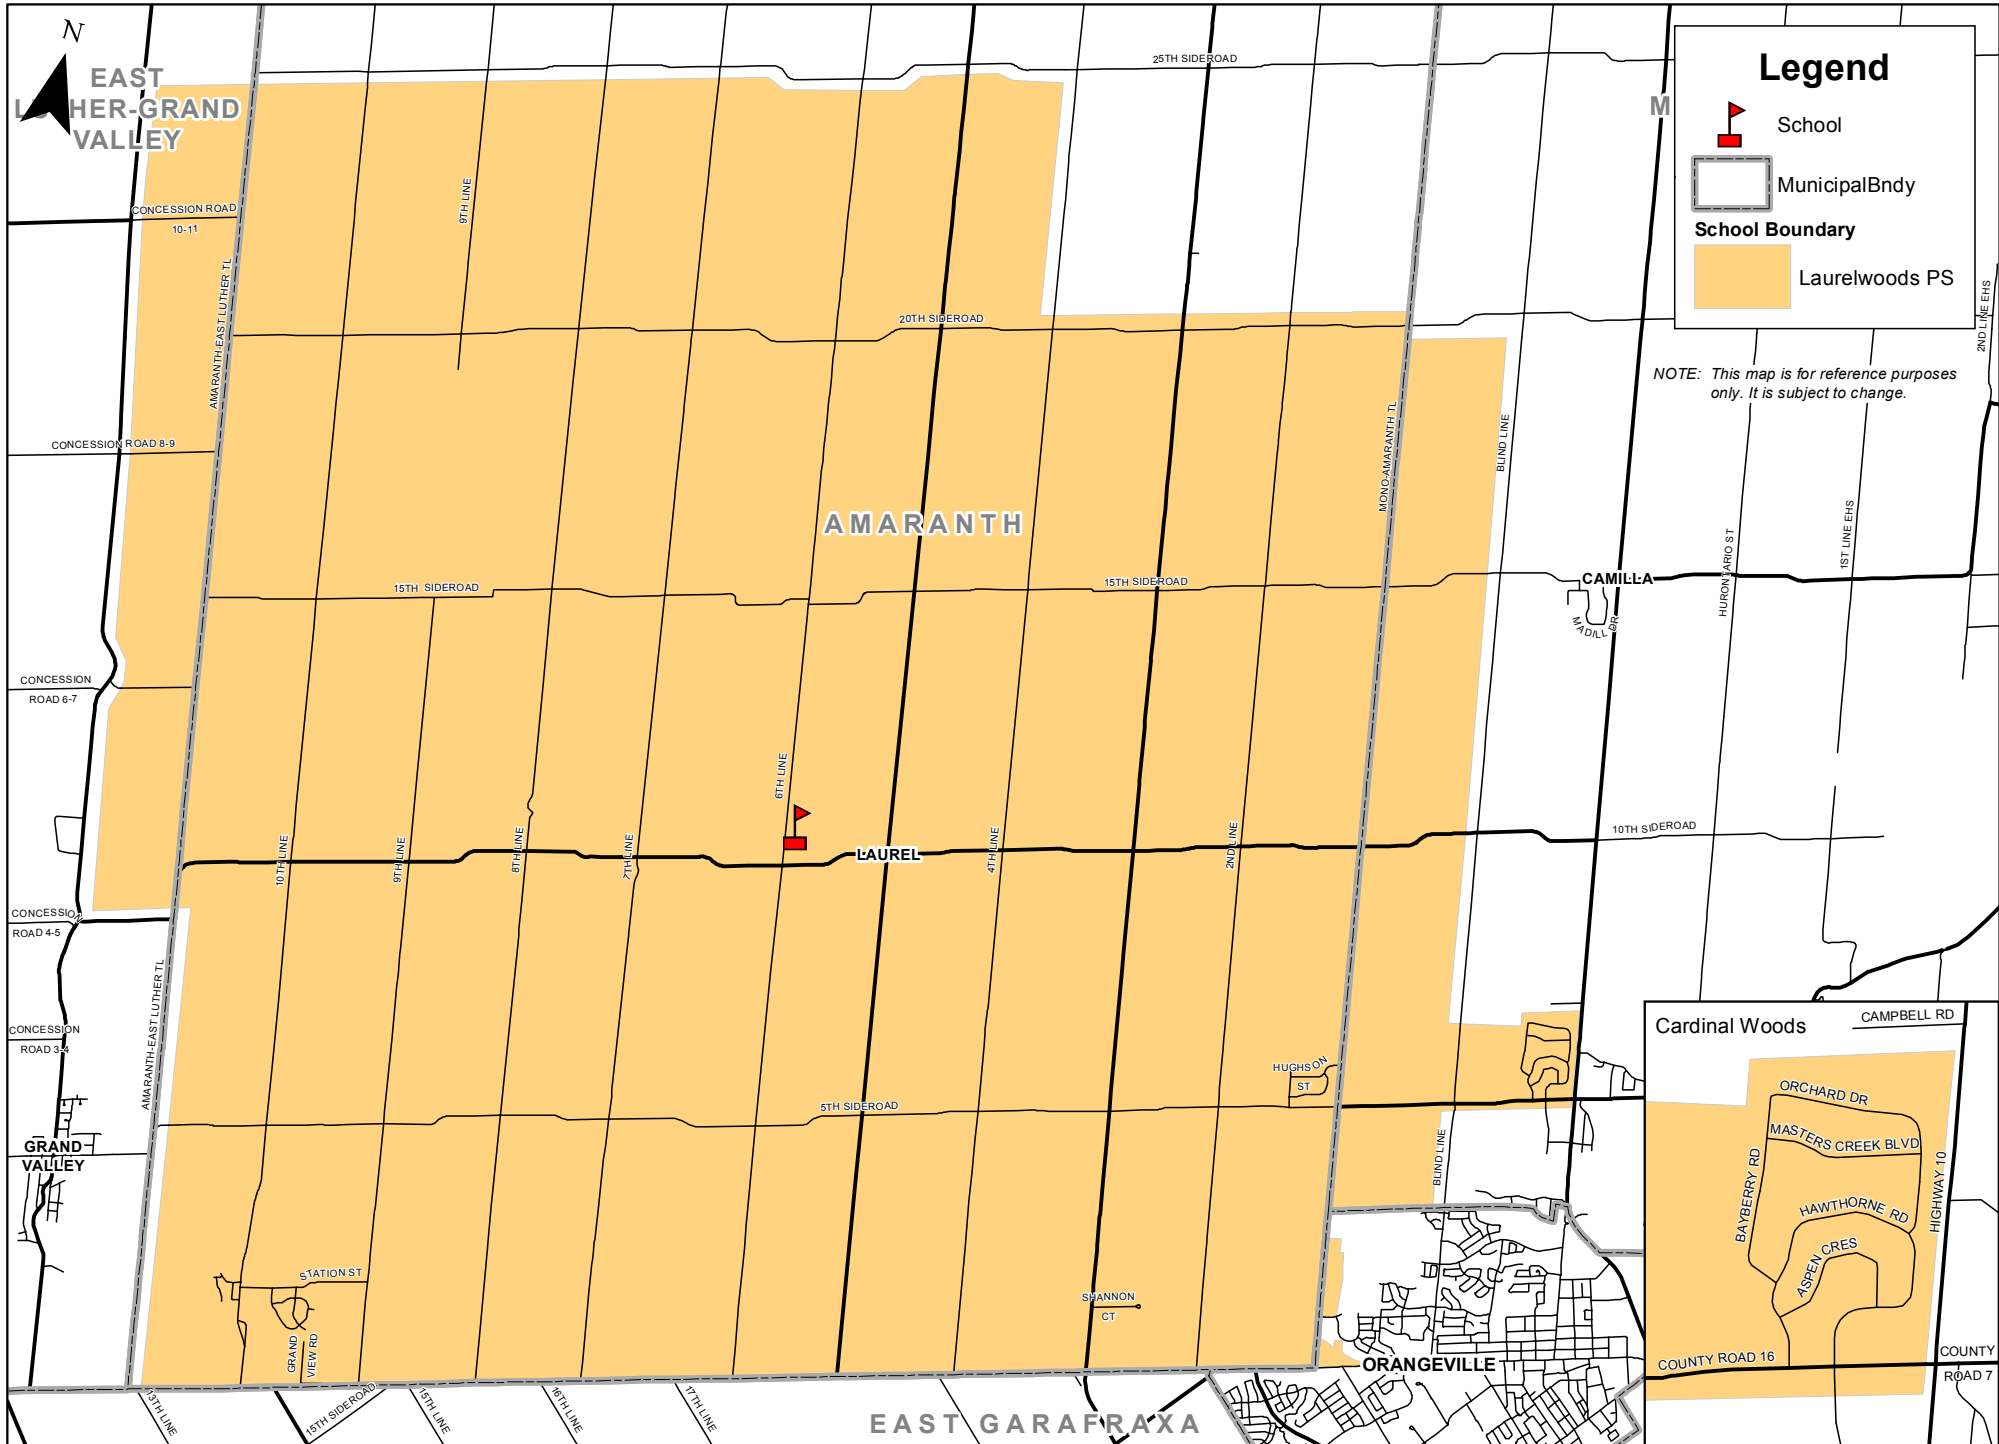 N
EAST
LUTHER-GRAND
VALLEY
25TH SIDEROAD
M
Legend
School
MunicipalBndy
School Boundary
Laurelwoods PS
NOTE: This map is for reference purposes
only. It is subject to change.
CONCESSION ROAD
10-11
9TH LINE
AMARANTH-EAST LUTHER TL
20TH SIDEROAD
2ND LINE EHS
CONCESSION ROAD 8-9
MONO-AMARANTH TL
BLIND LINE
AMARANTH
HURONTARIO ST
1ST LINE EHS
15TH SIDEROAD
15TH SIDEROAD
CAMILLA
MADILL DR
CONCESSION
ROAD 6-7
6TH LINE
10TH LINE
9TH LINE
8TH LINE
7TH LINE
LAUREL
4TH LINE
2ND LINE
10TH SIDEROAD
CONCESSION
ROAD 4-5
AMARANTH-EAST LUTHER TL
CONCESSION
ROAD 3-4
HUGHSON
ST
5TH SIDEROAD
BLIND LINE
GRAND
VALLEY
STATION ST
GRAND
VIEW RD
SHANNON
CT
ORANGEVILLE
13TH LINE
15TH SIDEROAD
15TH LINE
16TH LINE
17TH LINE
EAST GARAFRAXA
Cardinal Woods
CAMPBELL RD
ORCHARD DR
MASTERS CREEK BLVD
BAYBERRY RD
HAWTHORNE RD
ASPEN CRES
HIGHWAY 10
COUNTY ROAD 16
COUNTY
ROAD 7